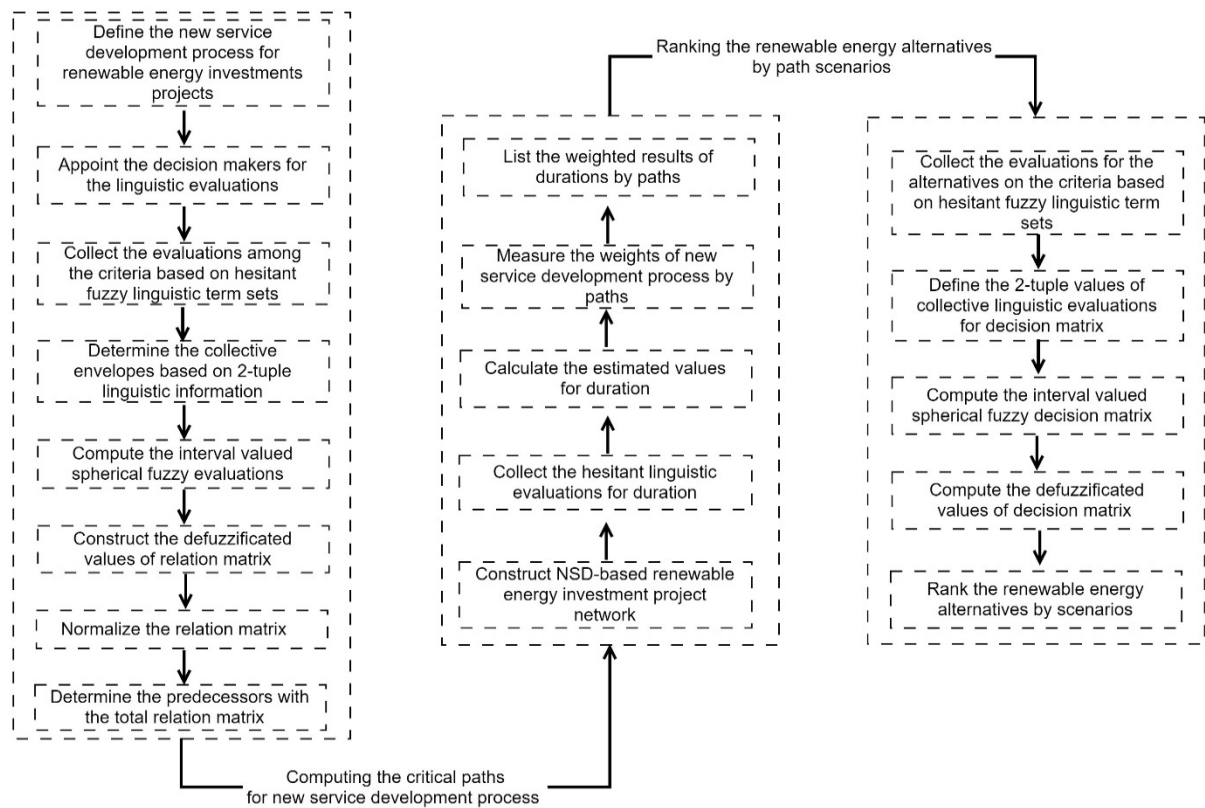 Define the new service
development process for
renewable energy investments
projects
Appoint the decision makers for
the linguistic evaluations
Collect the evaluations among
the criteria based on hesitant
fuzzy linguistic term sets
Determine the collective
envelopes based on 2-tuple
linguistic information
Compute the interval valued
spherical fuzzy evaluations
Construct the defuzzificated
values of relation matrix
Normalize the relation matrix
Determine the predecessors with
the total relation matrix
Computing the critical paths
for new service development process
List the weighted results of
durations by paths
Measure the weights of new
service development process by
paths
Calculate the estimated values
for duration
Collect the hesitant linguistic
evaluations for duration
Construct NSD-based renewable
energy investment project
network
Ranking the renewable energy alternatives
by path scenarios
Collect the evaluations for the
alternatives on the criteria based
on hesitant fuzzy linguistic term
sets
Define the 2-tuple values of
collective linguistic evaluations
for decision matrix
Compute the interval valued
spherical fuzzy decision matrix
Compute the defuzzificated
values of decision matrix
Rank the renewable energy
alternatives by scenarios